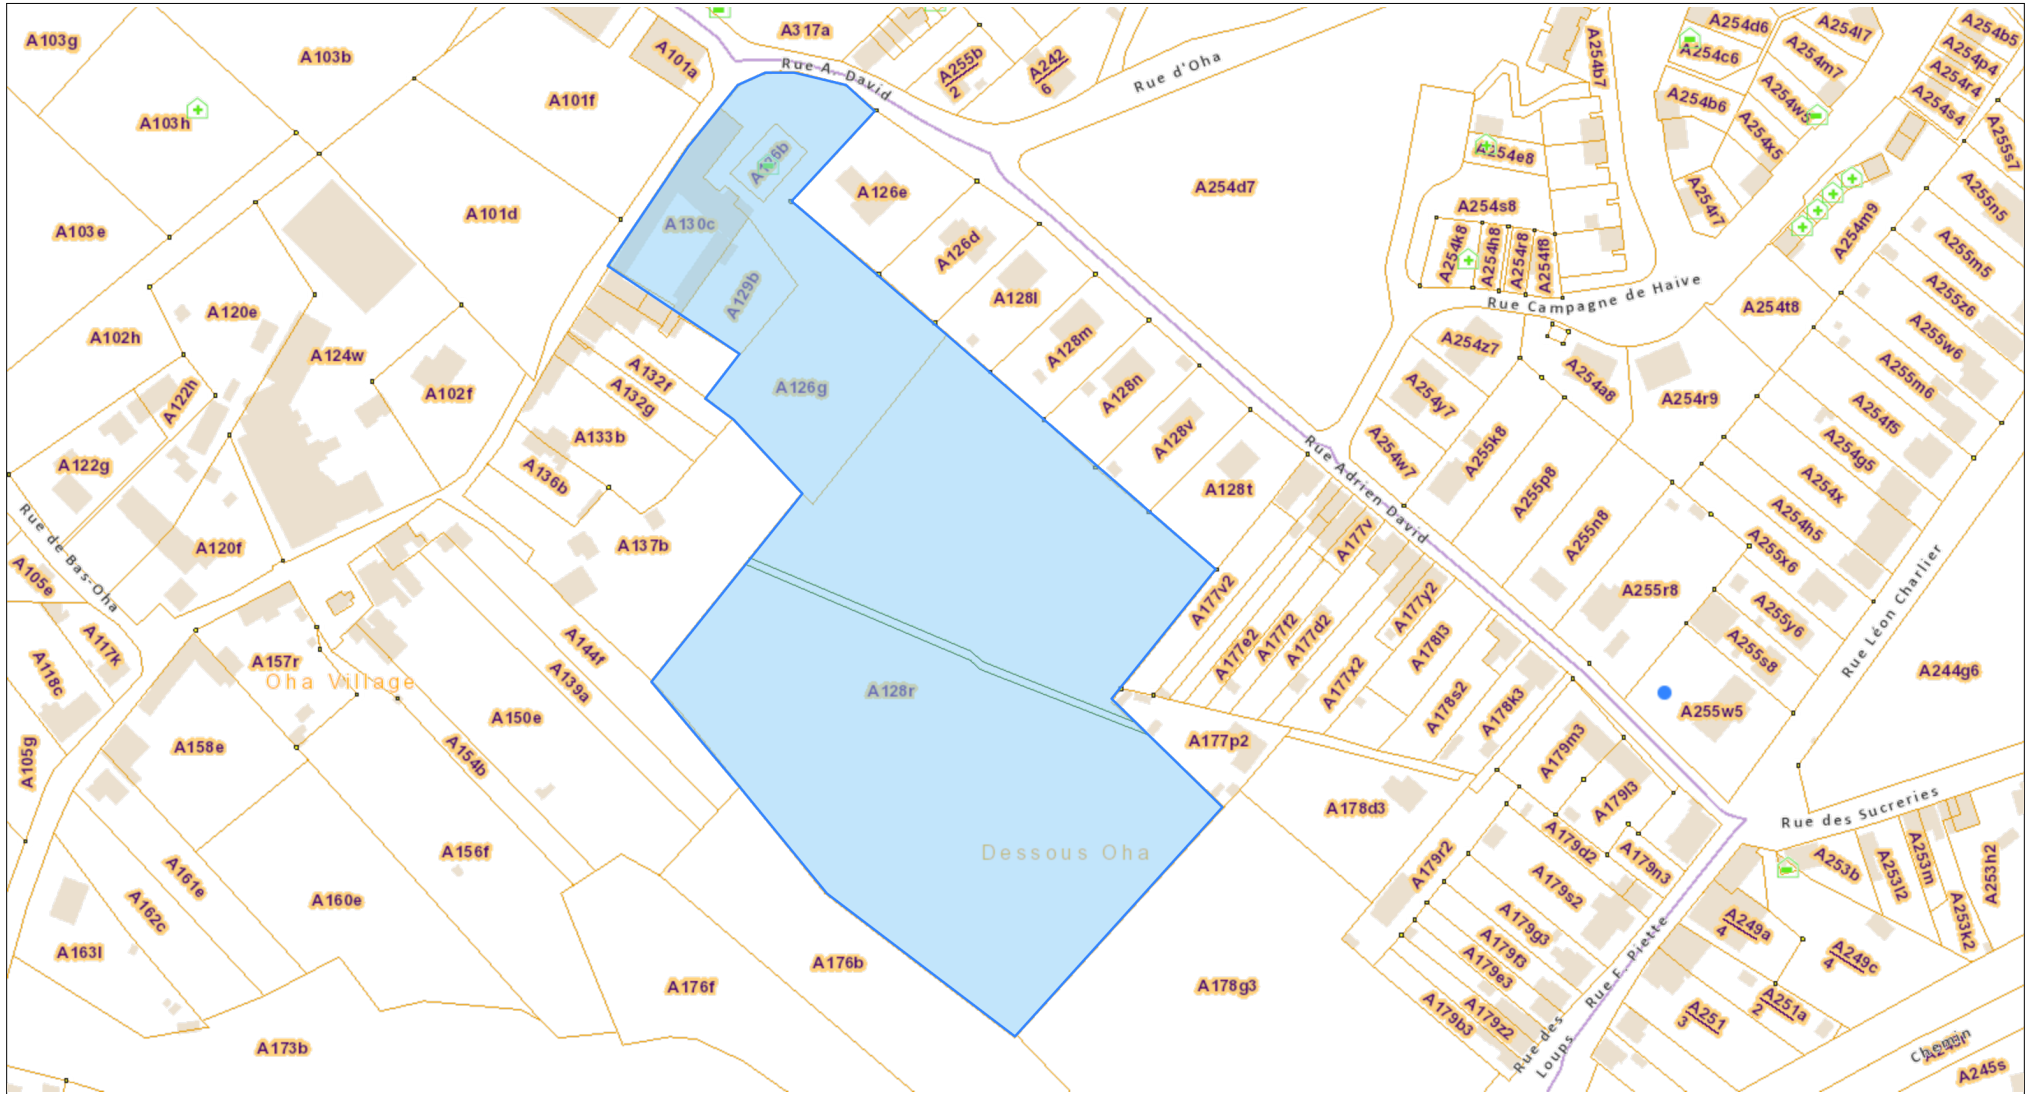 A103g
A103b
A317a
A101a
A255b
2
A242
6
Rue d'Oha
Rue A. David
A254b7
A254d6
A254l7
A254b5
A254c6
A254m7
A254p4
A254r4
A254s4
A254b6
A254w5
A254x5
A255s7
A103h
A101f
A136b
A126e
A254d7
A254e8
A254s8
A254r7
A255n5
A103e
A101d
A130c
A126d
A254k8
A254h8
A254r8
A254f8
A254m9
A255m5
A129b
A128l
Rue Campagne de Haive
A254t8
A255z6
A120e
A102h
A124w
A128m
A254z7
A255w6
A122h
A102f
A132f
A132g
A126g
A128n
A254y7
A254a8
A254r9
A255m6
A254f5
A133b
A128v
A254w7
A255k8
A254g5
A122g
A136b
A128t
Rue Adrien David
A255p8
A254x
A254h5
Rue de Bas-Oha
A120f
A137b
A177v
A255n8
A255x6
A105e
A177v2
A177y2
A255r8
A255y6
Rue Léon Charlier
A117k
A144f
A177e2
A177f2
A177d2
A178l3
A255s8
A118c
A157r
Oha Village
A139a
A128r
A177x2
A178s2
A178k3
A244g6
A255w5
A150e
A105g
A158e
A154b
A177p2
A179m3
A178d3
A179l3
Rue des Sucreries
A156f
Dessous Oha
A179r2
A179d2
A179n3
A253b
A253l2
A253m
A253h2
A161e
A160e
A162c
A179s2
A179g3
A249a
4
A253k2
A163l
A176b
A179f3
A179e3
Rue F. Piette
A249c
4
A176f
A178g3
A179b3
A179z2
A251
3
A251a
2
A173b
Rue des
Loups
Chemin
A245s